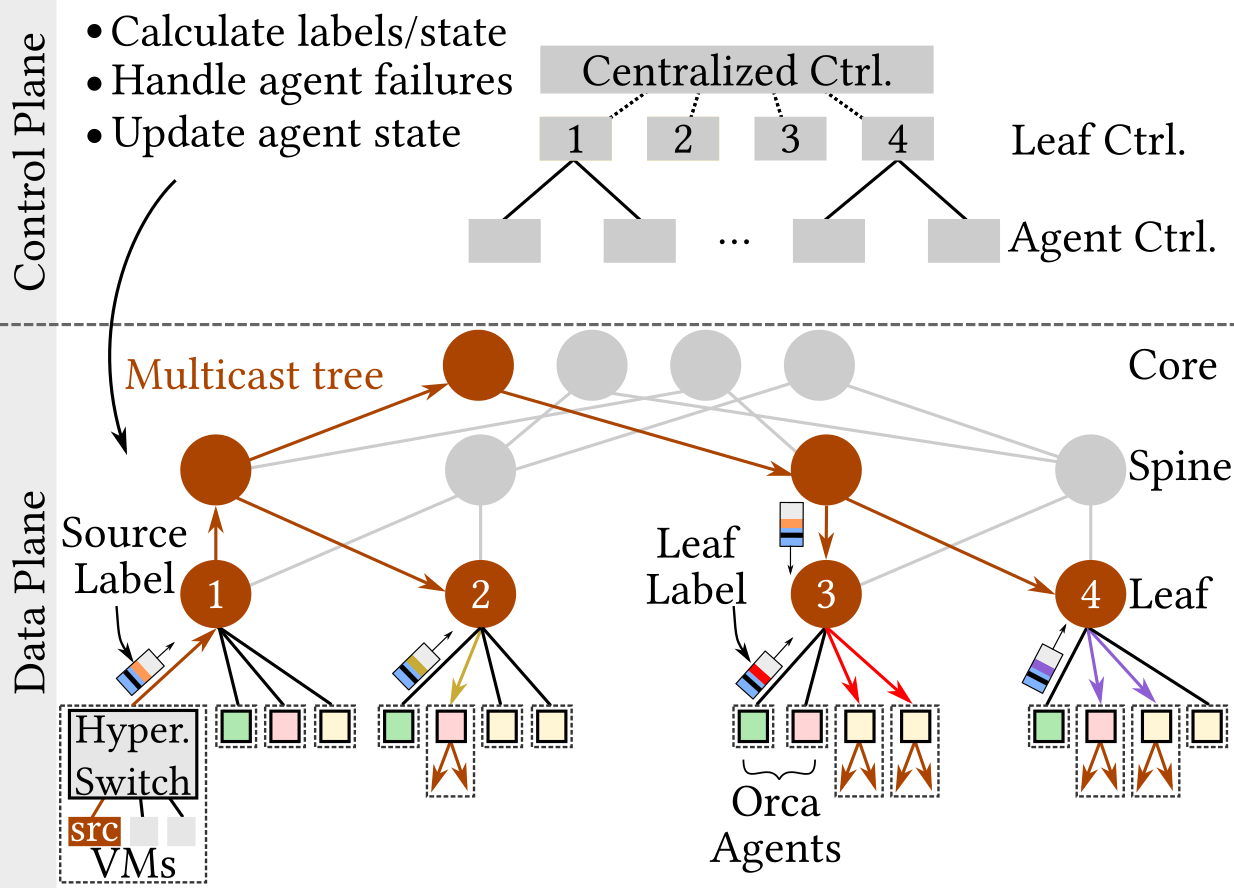 Control Plane
• Calculate labels/state
• Handle agent failures
• Update agent state
Centralized Ctrl.
1 2 3 4
Leaf Ctrl.
...
Agent Ctrl.
Data Plane
Multicast tree
Core
Spine
Source
Label
Leaf
Label
1 2 3 4
Leaf
Hyper.
Switch
src
VMs
Orca
Agents